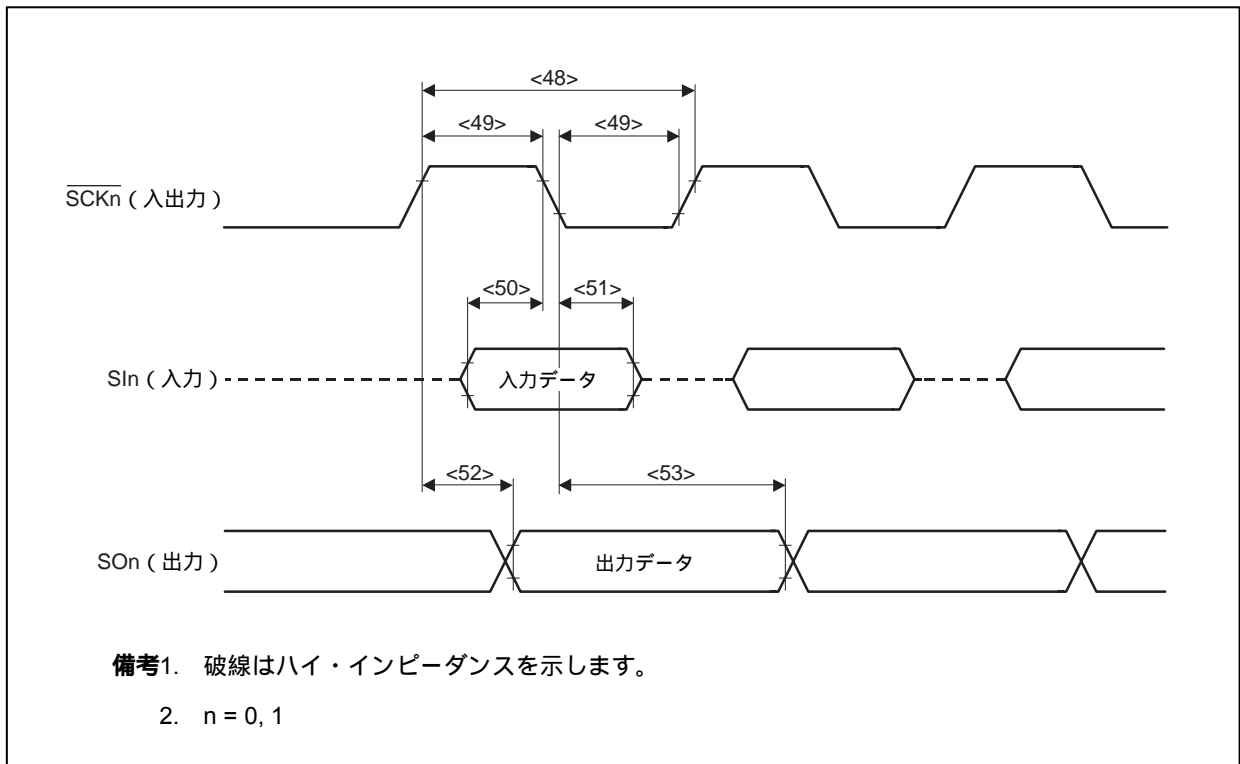 <48>
<49>
<49>
SCKn（入出力）
<50>
<51>
SIn（入力）
入力データ
<52>
<53>
SOn（出力）
出力データ
備考1. 破線はハイ・インピーダンスを示します。
2. n = 0, 1